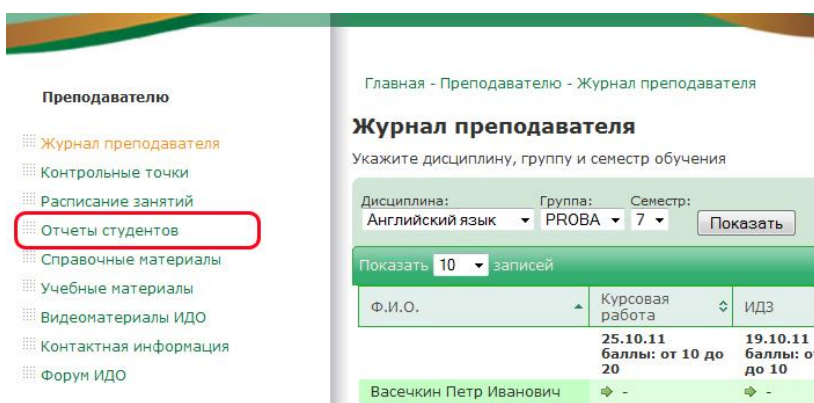 Преподавателю
Журнал преподавателя
Контрольные точки
Расписание занятий
Отчеты студентов
Справочные материалы
Учебные материалы
Видеоматериалы ИДО
Контактная информация
Форум ИДО
Главная - Преподавателю - Журнал преподавателя
Журнал преподавателя
Укажите дисциплину, группу и семестр обучения
Дисциплина: Группа: Семестр:
Английский язык PROBA 7 Показать
Показать 10 записей
Ф.И.О. Курсовая работа ИДЗ
25.10.11 19.10.11
баллы: от 10 до баллы:
20 до 10
Васечкин Петр Иванович - -